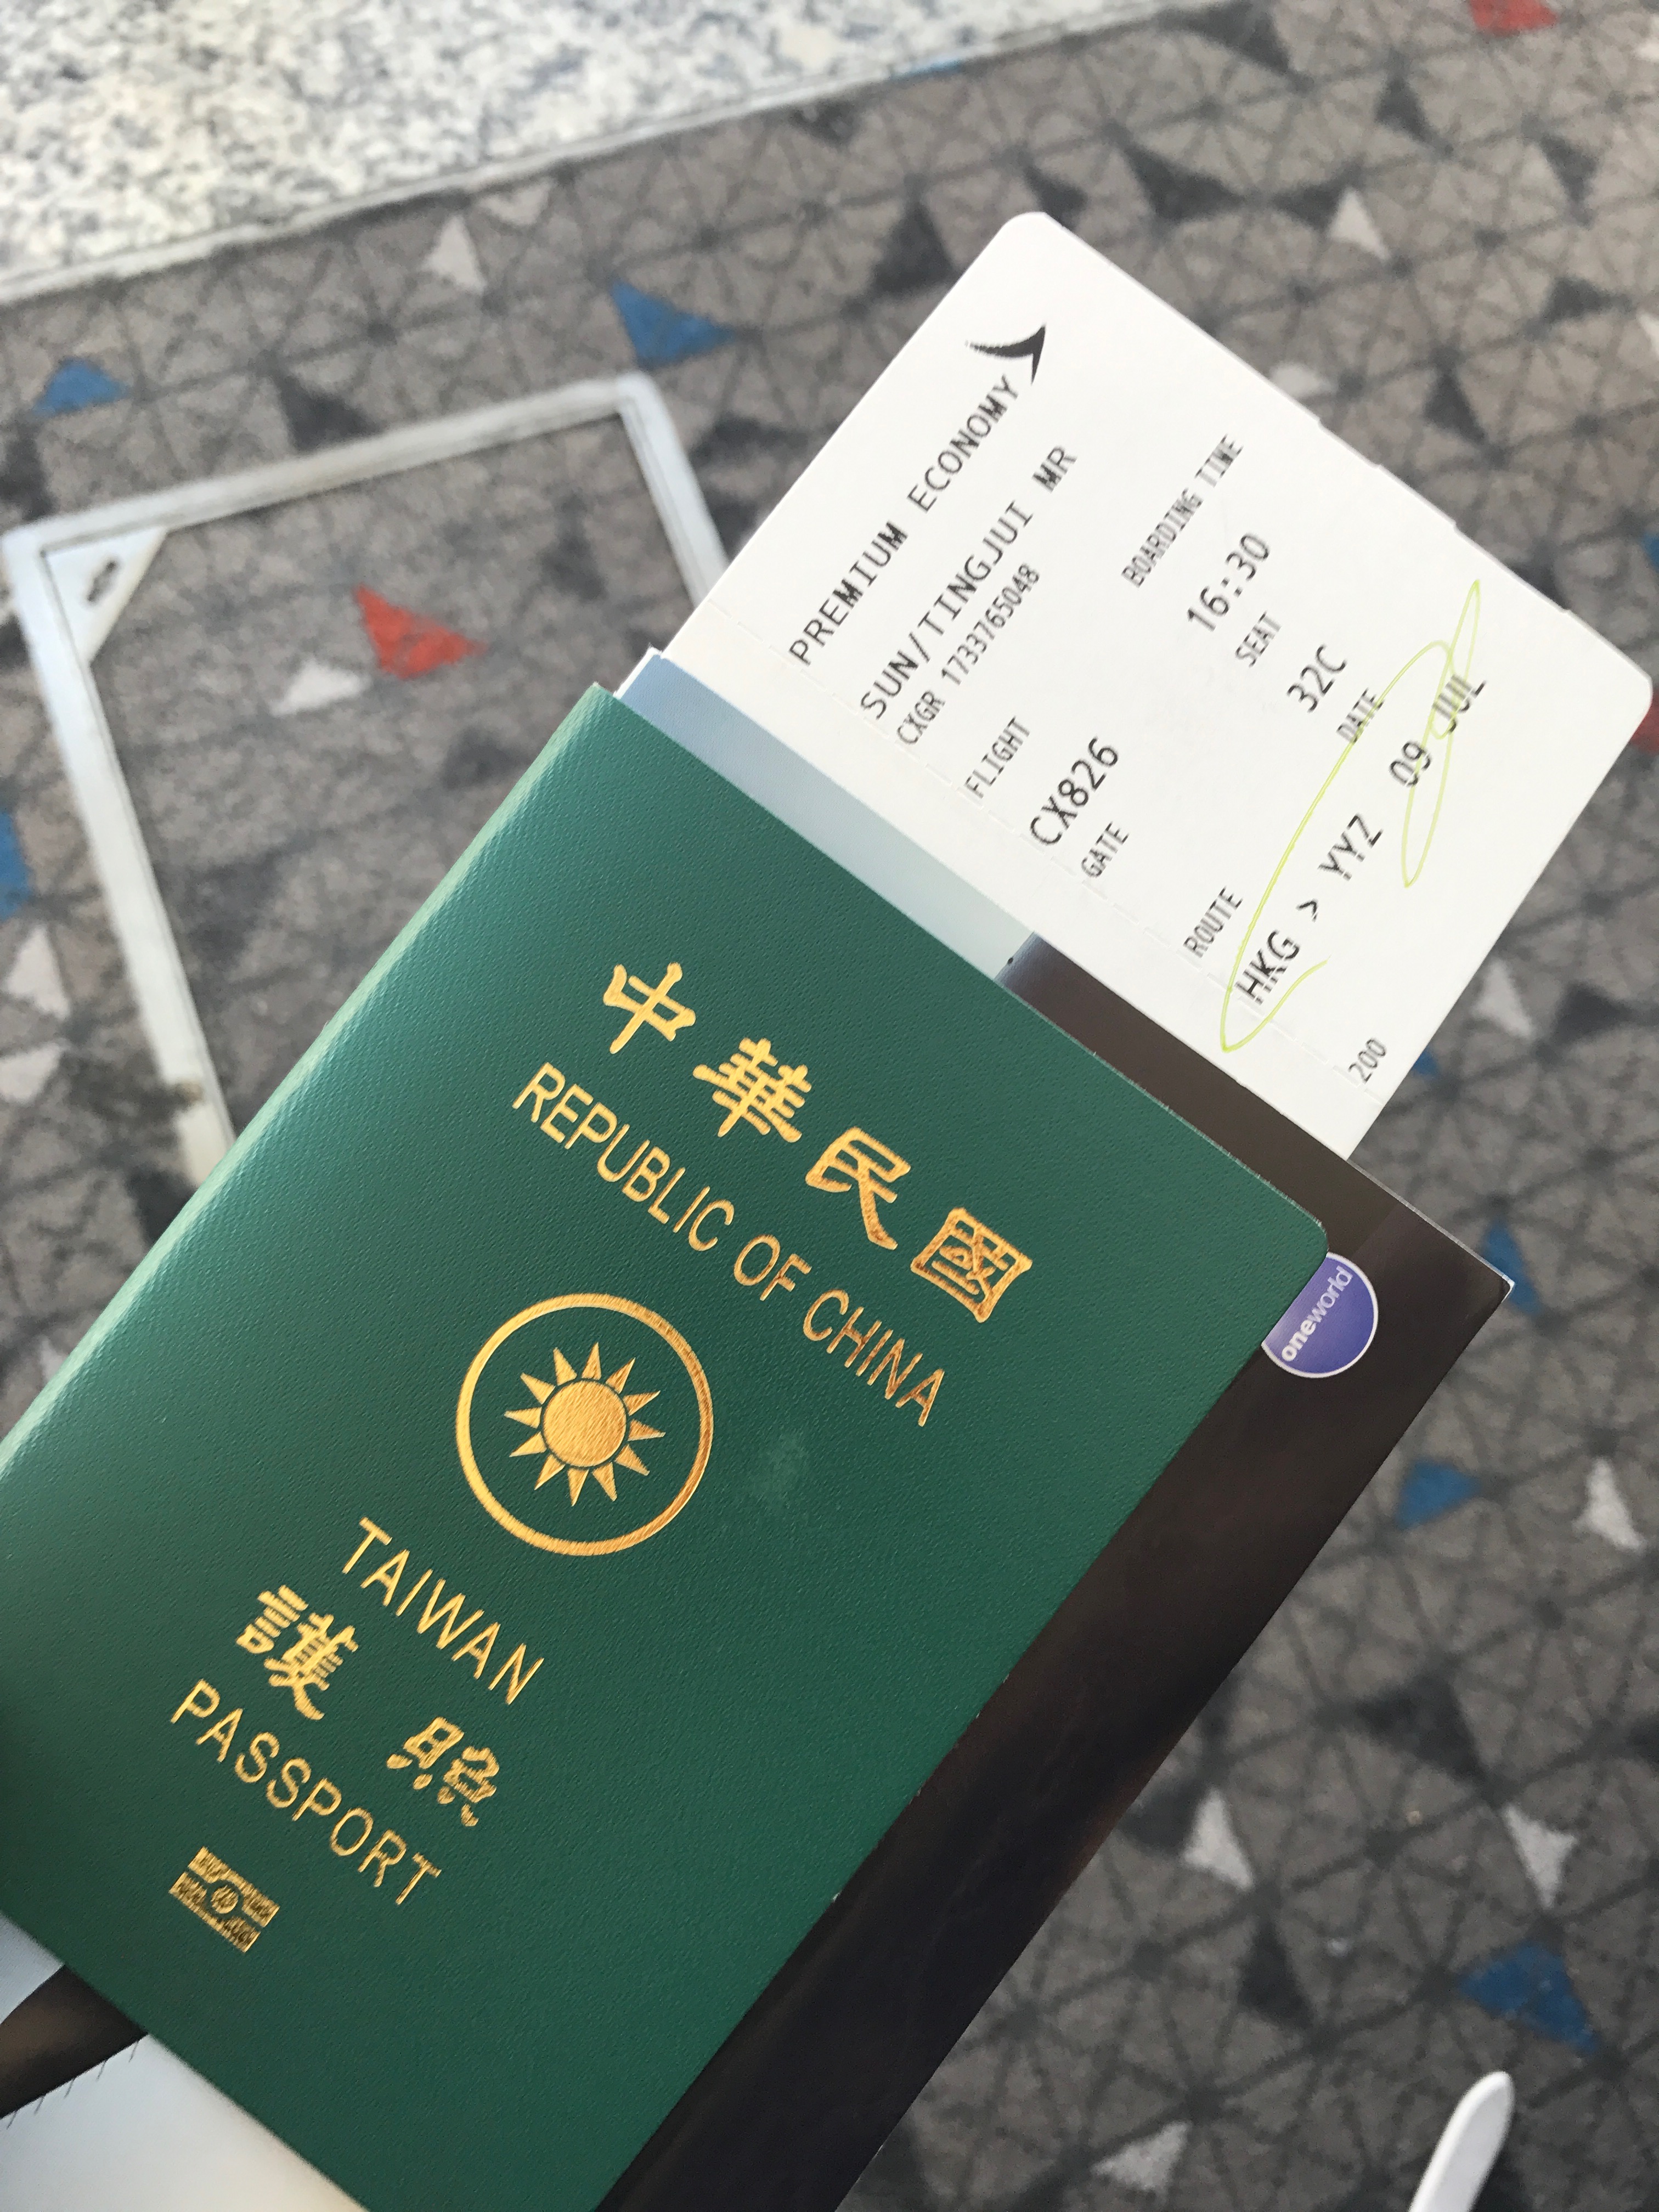 PREMIUM ECONOMY
SUN/TINGJUI MR
CXGR 1733765048
FLIGHT
BOARDING TIME
CX826
16:30
GATE
SEAT
32C
ROUTE
DATE
HKG > YYZ
09 JUL
200
oneworld
中華民國
REPUBLIC OF CHINA
TAIWAN
護照
PASSPORT